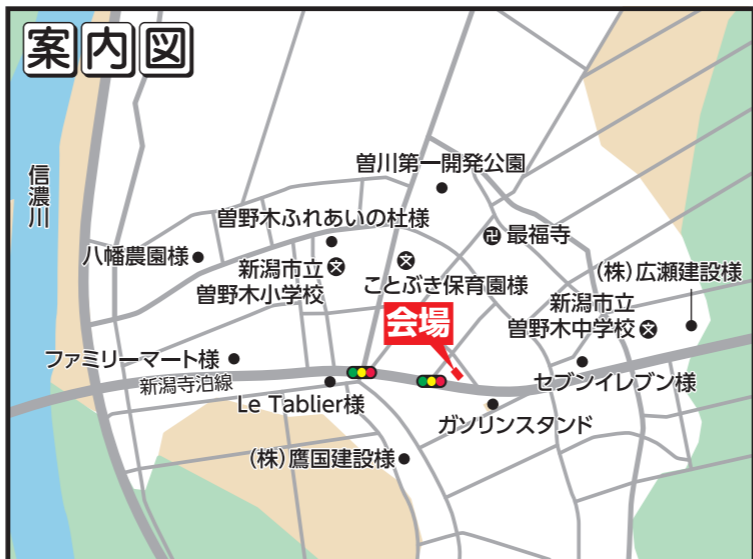 案内図
信濃川
曽川第一開発公園
曽野木ふれあいの杜様
八幡農園様
新潟市立
曽野木小学校
ことぶき保育園様
最福寺
(株)広瀬建設様
新潟市立
曽野木中学校
会場
ファミリーマート様
新潟寺泊線
Le Tablier様
セブンイレブン様
ガソリンスタンド
(株)鷹国建設様